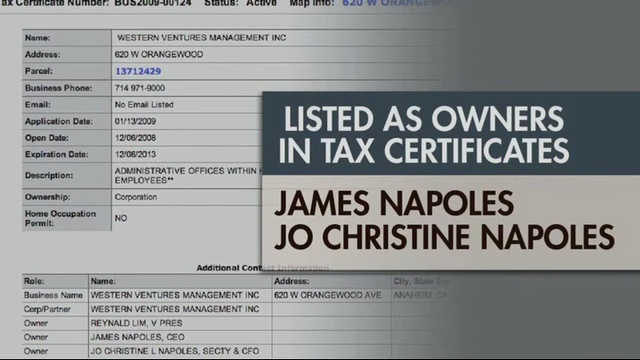 ax Certificate Number: BUS2009-00124 Status: Active Map Info: 620 W ORANGEW
Name: WESTERN VENTURES MANAGEMENT INC
Address: 620 W ORANGEWOOD
Parcel: 13712429
Business Phone: 714 971-9000
Email: No Email Listed
Application Date: 01/13/2009
Open Date: 12/06/2008
Expiration Date: 12/06/2013
Description: ADMINISTRATIVE OFFICES WITHIN
EMPLOYEES**
Ownership: Corporation
Home Occupation
Permit: NO
LISTED AS OWNERS
IN TAX CERTIFICATES
JAMES NAPOLES
JO CHRISTINE NAPOLES
Additional Contact Information
Role: Name: Address: City, State
Business Name WESTERN VENTURES MANAGEMENT INC 620 W ORANGEWOOD AVE ANAHEIM, CA
Corp/Partner WESTERN VENTURES MANAGEMENT INC
Owner REYNALD LIM, V PRES
Owner JAMES NAPOLES, CEO
Owner JO CHRISTINE L NAPOLES, SECTY & CFO